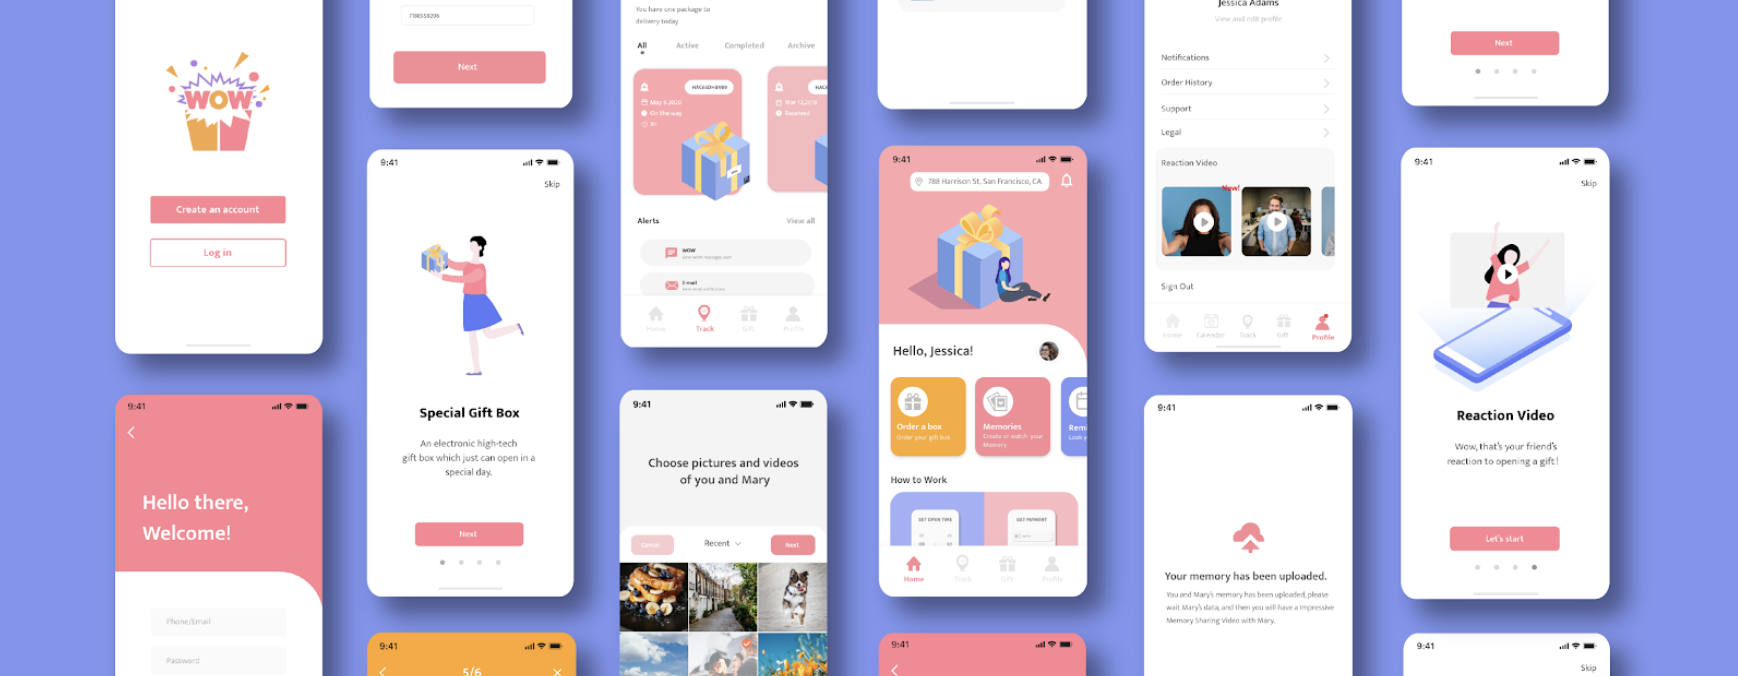 WOW
Create an account
Log in
9:41
Hello there,
Welcome!
Phone/Email
Password
7188558206
Next
9:41
Skip
Special Gift Box
An electronic high-tech
gift box which just can open in a
special day.
Next
9:41
5/6
You have one package to
delivery today
All
Active
Completed
Archive
May 9,2020
On the way
Mar 13,2019
Received
Alerts
View all
WOW
E-mail
Home
Track
Gift
Profile
9:41
Choose pictures and videos
of you and Mary
Cancel
Recent
Next
9:41
788 Harrison St, San Francisco, CA
Hello, Jessica!
Order a box
Order your gift box
Memories
Create or watch your
Memory
Rem
Look y
How to Work
GET OPEN TIME
GET PAYMENT
Home
Track
Gift
Profile
9:41
Jessica Adams
View and edit profile
Notifications
Order History
Support
Legal
Reaction Video
New!
Sign Out
Home
Calendar
Track
Gift
Profile
9:41
Your memory has been uploaded.
You and Mary's memory has been uploaded, please
wait Mary's data, and then you will have a impressive
Memory Sharing Video with Mary.
Next
9:41
Skip
Reaction Video
Wow, that's your friend's
reaction to opening a gift!
Let's start
9:41
Skip